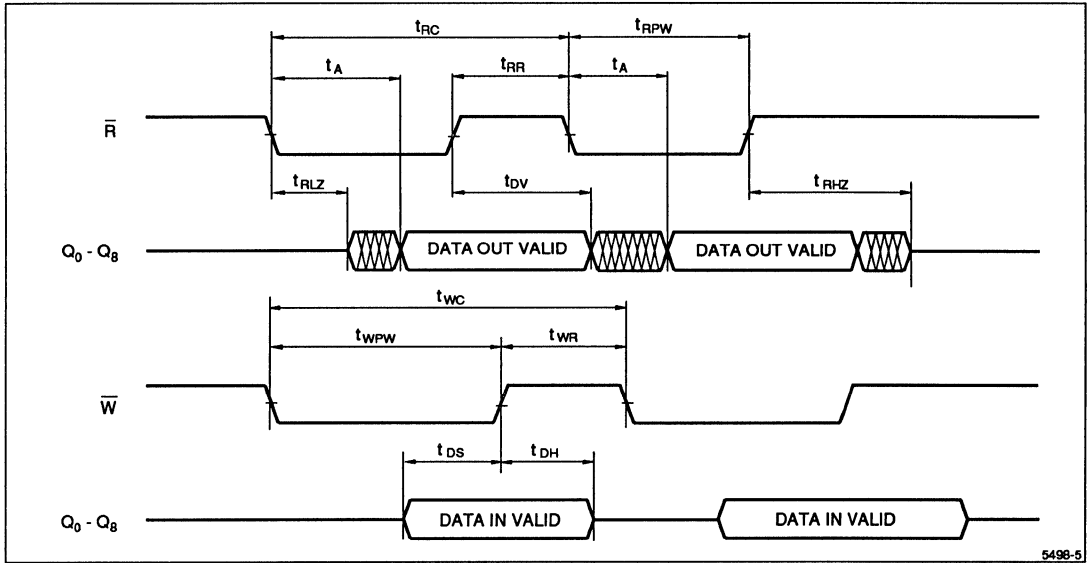 tRC tRPW
tA tRR tA
R̅
tRLZ tDV tRHZ
Q0 - Q8 DATA OUT VALID DATA OUT VALID
tWC
tWPW tWR
W̅
tDS tDH
Q0 - Q8 DATA IN VALID DATA IN VALID
5498-5